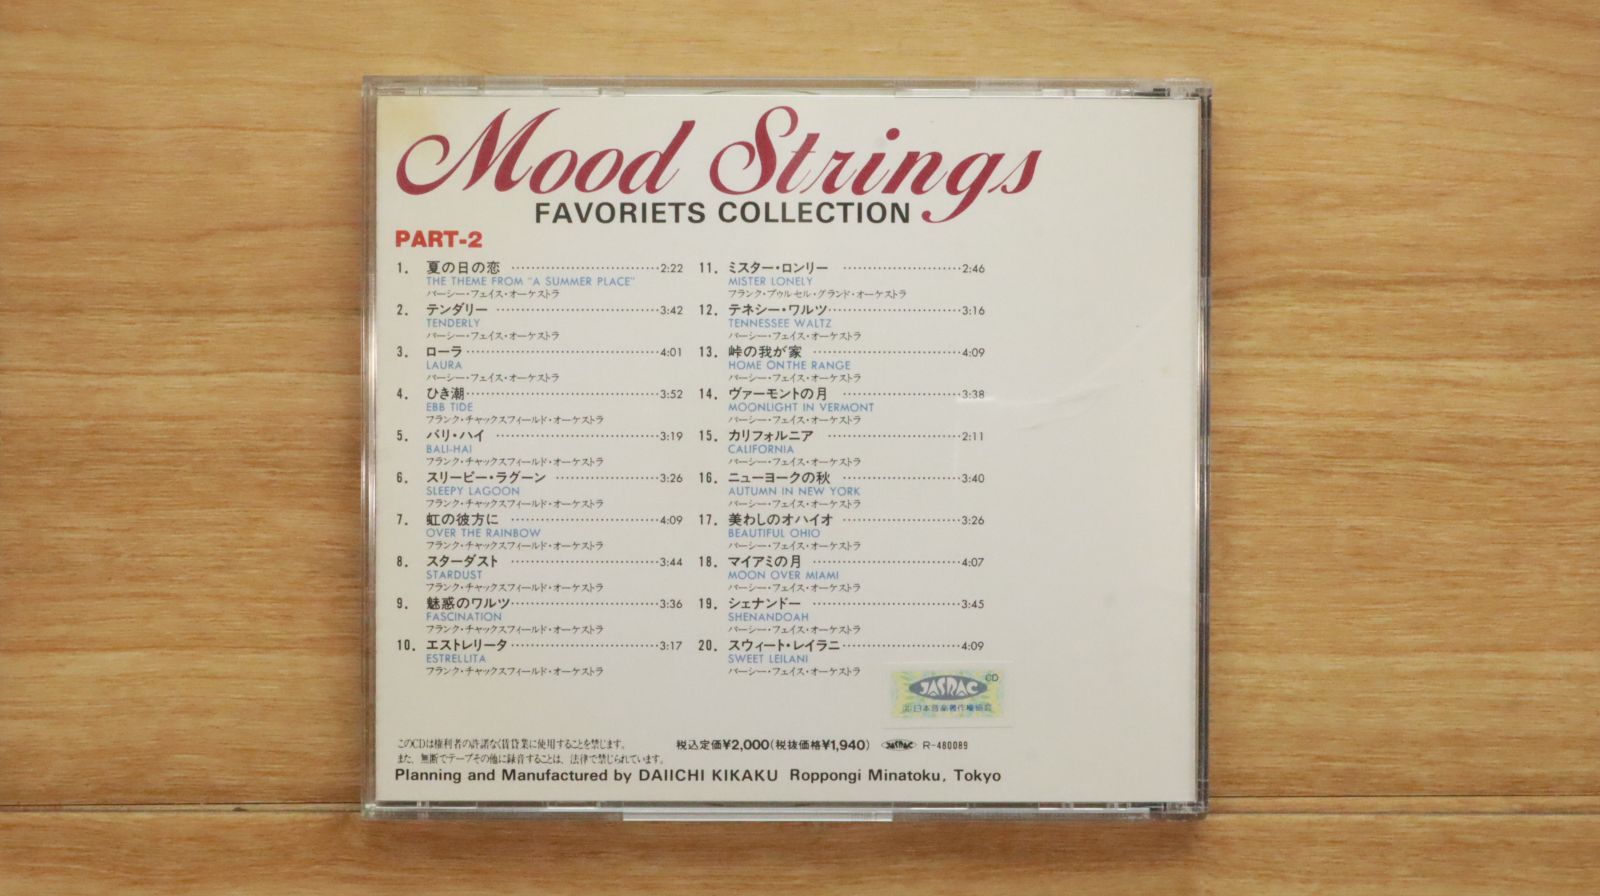 Mood Strings
FAVORIETS COLLECTION
PART-2
1. 夏の日の恋 2:22
THE THEME FROM "A SUMMER PLACE"
パーシー・フェイス・オーケストラ
2. テンダリー 3:42
TENDERLY
パーシー・フェイス・オーケストラ
3. ローラ 4:01
LAURA
パーシー・フェイス・オーケストラ
4. ひき潮 3:52
EBB TIDE
フランク・チャックスフィールド・オーケストラ
5. バリ・ハイ 3:19
BALI-HAI
フランク・チャックスフィールド・オーケストラ
6. スリーピー・ラグーン 3:26
SLEEPY LAGOON
フランク・チャックスフィールド・オーケストラ
7. 虹の彼方に 4:09
OVER THE RAINBOW
フランク・チャックスフィールド・オーケストラ
8. スターダスト 3:44
STARDUST
フランク・チャックスフィールド・オーケストラ
9. 魅惑のワルツ 3:36
FASCINATION
フランク・チャックスフィールド・オーケストラ
10. エストレリータ 3:17
ESTRELLITA
フランク・チャックスフィールド・オーケストラ
11. ミスター・ロンリー 2:46
MISTER LONELY
フランク・プゥルセル・グランド・オーケストラ
12. テネシー・ワルツ 3:16
TENNESSEE WALTZ
パーシー・フェイス・オーケストラ
13. 峠の我が家 4:09
HOME ON THE RANGE
パーシー・フェイス・オーケストラ
14. ヴァーモントの月 3:38
MOONLIGHT IN VERMONT
パーシー・フェイス・オーケストラ
15. カリフォルニア 2:11
CALIFORNIA
パーシー・フェイス・オーケストラ
16. ニューヨークの秋 3:40
AUTUMN IN NEW YORK
パーシー・フェイス・オーケストラ
17. 美わしのオハイオ 3:26
BEAUTIFUL OHIO
パーシー・フェイス・オーケストラ
18. マイアミの月 4:07
MOON OVER MIAMI
パーシー・フェイス・オーケストラ
19. シェナンドー 3:45
SHENANDOAH
パーシー・フェイス・オーケストラ
20. スウィート・レイラニ 4:09
SWEET LEILANI
パーシー・フェイス・オーケストラ
CD
JASRAC
日本音楽著作権協会
このCDは権利者の許諾なく賃貸業に使用することを禁じます。
また、無断でテープその他に録音することは、法律で禁じられています。
税込定価¥2,000(税抜価格¥1,940) JASRAC R-480089
Planning and Manufactured by DAIICHI KIKAKU Roppongi Minatoku, Tokyo